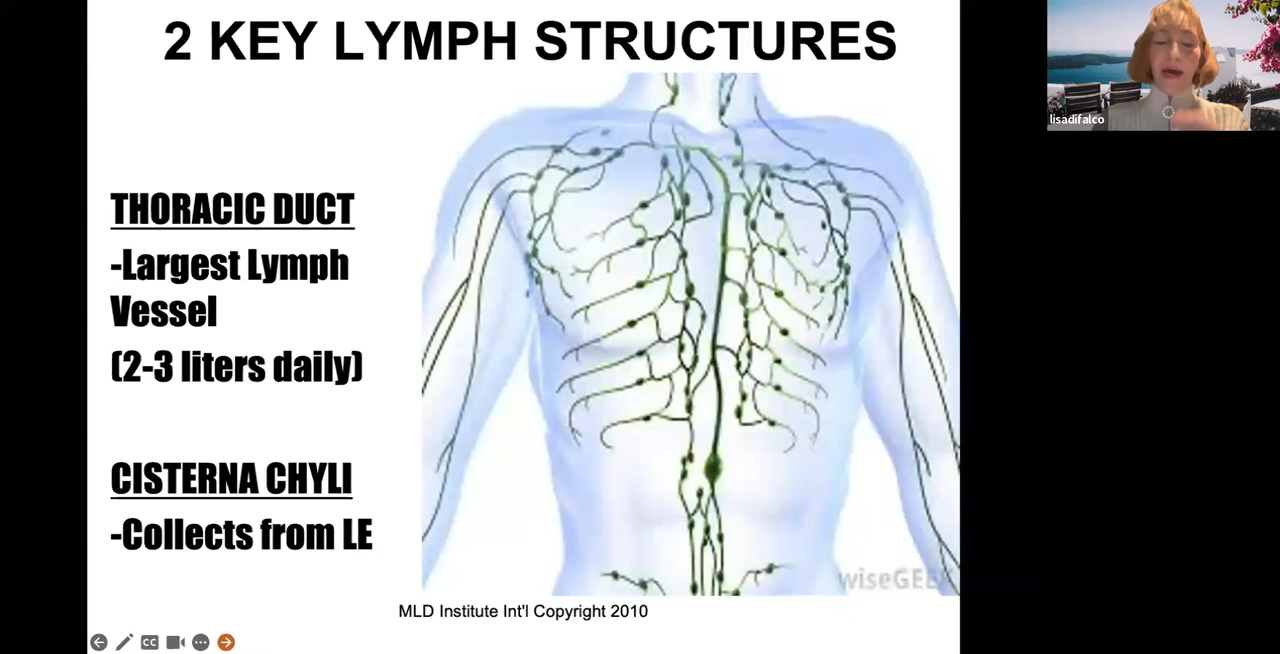 2 KEY LYMPH STRUCTURES
lisadifalco
THORACIC DUCT
-Largest Lymph
Vessel
(2-3 liters daily)
CISTERNA CHYLI
-Collects from LE
wiseGEEK
MLD Institute Int'l Copyright 2010
CC